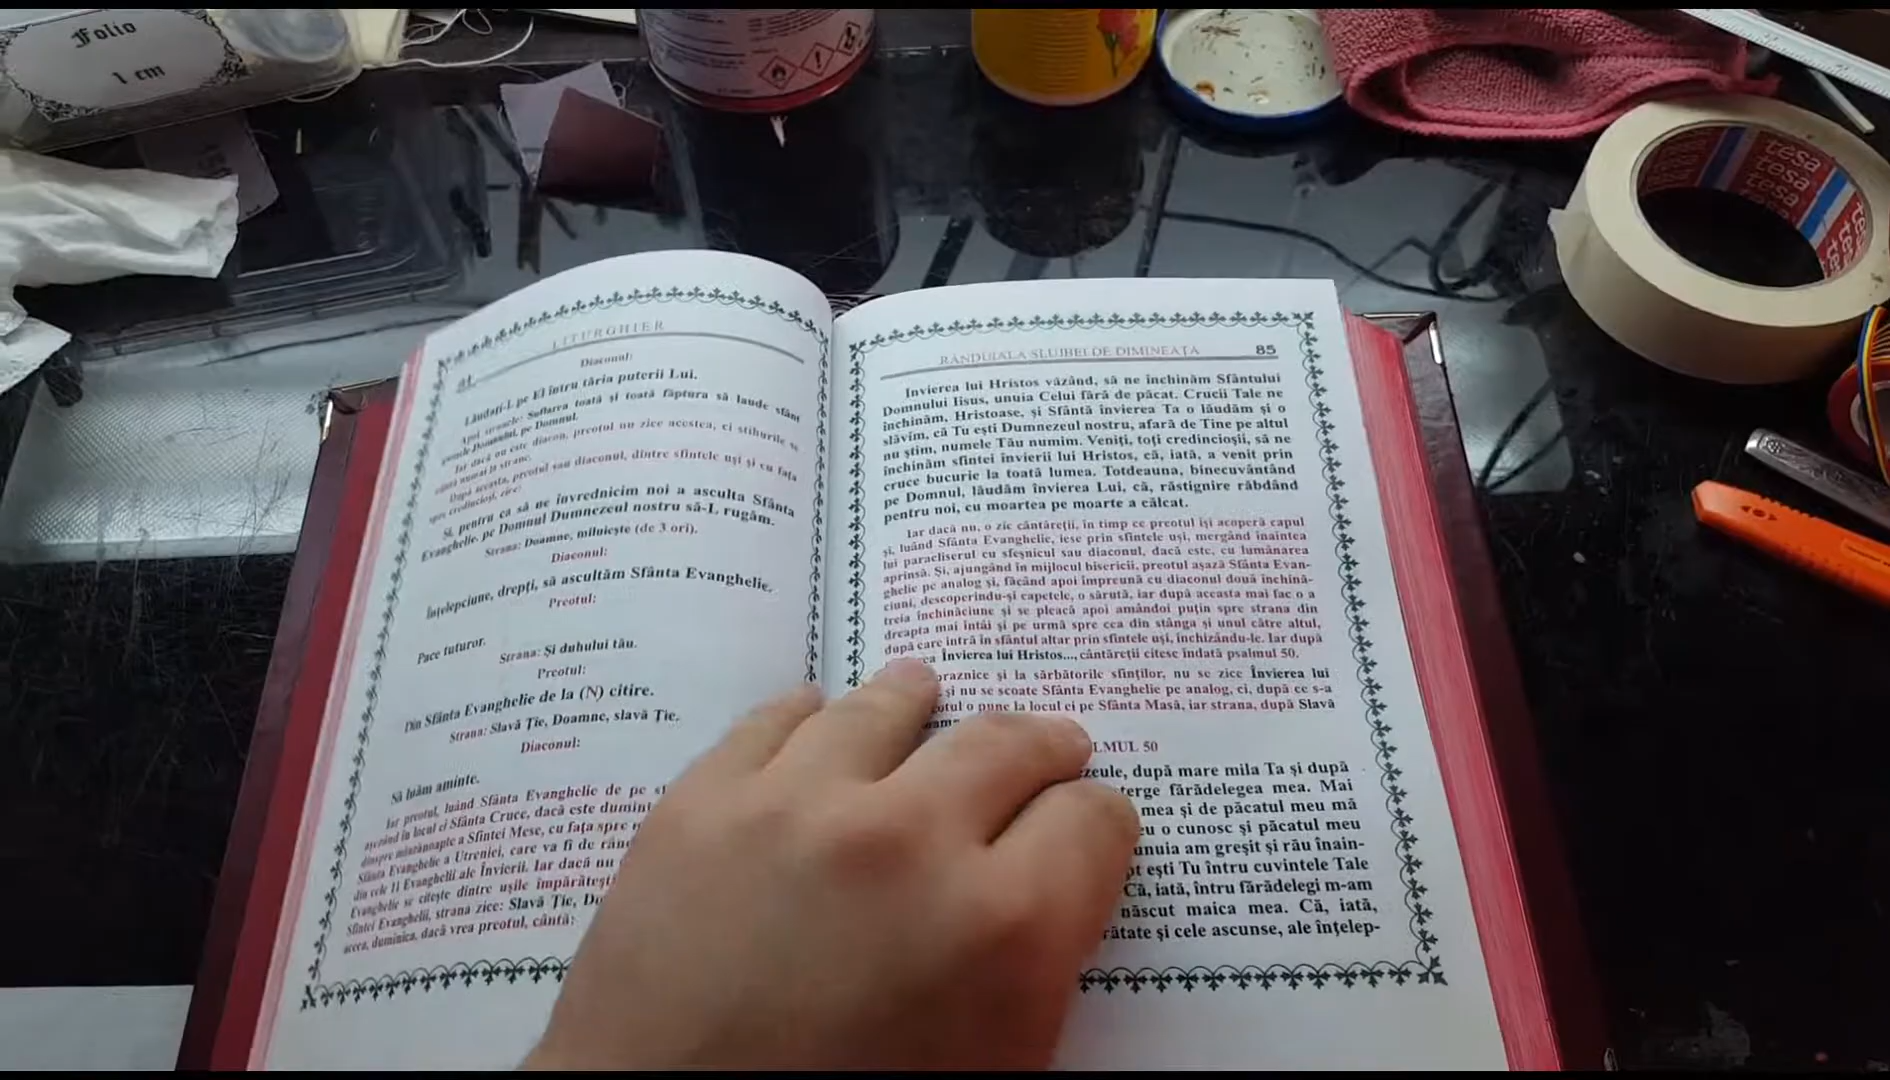 Folio
1 cm
tesa
tesa
tesa
tesa
LITURGHIER
Diaconul:
Lăudați-L pe El întru tăria puterii Lui.
Apoi stranele: Suflarea toată și toată făptura să laude sfânt
numele Domnului, pe Domnul.
Iar dacă nu este diacon, preotul nu zice acestea, ci stihurile se
cântă numai la strane.
După aceasta, preotul sau diaconul, dintre sfintele uși și cu fața
spre credincioși, zice:
Și pentru ca să ne învrednicim noi a asculta Sfânta
Evanghelie, pe Domnul Dumnezeul nostru să-L rugăm.
Strana: Doamne, miluiește (de 3 ori).
Diaconul:
Înțelepciune, drepți, să ascultăm Sfânta Evanghelie.
Preotul:
Pace tuturor.
Strana: Și duhului tău.
Preotul:
Din Sfânta Evanghelie de la (N) citire.
Strana: Slavă Ție, Doamne, slavă Ție.
Diaconul:
Să luăm aminte.
Iar preotul, luând Sfânta Evanghelie de pe
așezând în locul ei Sfânta Cruce, dacă este
dinspre miazănoapte a Sfintei Mese, cu fața spre
Sfânta Evanghelie a Utreniei, care va fi de
din cele 11 Evanghelii ale Învierii. Iar dacă nu
Evanghelie se citește dintre ușile împărătești
Sfintei Evanghelii, strana zice: Slavă Ție,
aceea, duminica, dacă vrea preotul, cântă:
RÂNDUIALA SLUJBEI DE DIMINEAȚĂ 85
Învierea lui Hristos văzând, să ne închinăm Sfântului
Domnului Iisus, unuia Celui fără de păcat. Crucii Tale ne
închinăm, Hristoase, și Sfântă învierea Ta o lăudăm și o
slăvim, că Tu ești Dumnezeul nostru, afară de Tine pe altul
nu știm, numele Tău numim. Veniți, toți credincioșii, să ne
închinăm sfintei învierii lui Hristos, că, iată, a venit prin
cruce bucurie la toată lumea. Totdeauna, binecuvântând
pe Domnul, lăudăm învierea Lui, că, răstignire răbdând
pentru noi, cu moartea pe moarte a călcat.
Iar dacă nu, o zic cântăreții, în timp ce preotul își acoperă capul
și, luând Sfânta Evanghelie, iese prin sfintele uși, mergând înaintea
lui paracliserul cu sfeșnicul sau diaconul, dacă este, cu lumânarea
aprinsă. Și, ajungând în mijlocul bisericii, preotul așază Sfânta Evan-
ghelie pe analog și, făcând apoi împreună cu diaconul două închină-
ciuni, descoperindu-și capetele, o sărută, iar după aceasta mai fac o a
treia închinăciune și se pleacă apoi amândoi puțin spre strana din
dreapta mai întâi și pe urmă spre cea din stânga și unul către altul,
după care intră în sfântul altar prin sfintele uși, închizându-le. Iar după
Învierea lui Hristos..., cântăreții citesc îndată psalmul 50.
praznice și la sărbătorile sfinților, nu se zice Învierea lui
și nu se scoate Sfânta Evanghelie pe analog, ci, după ce s-a
o pune la locul ei pe Sfânta Masă, iar strana, după Slavă
LMUL 50
zeule, după mare mila Ta și după
terge fărădelegea mea. Mai
mea și de păcatul meu mă
eu o cunosc și păcatul meu
unuia am greșit și rău înain-
pt ești Tu întru cuvintele Tale
Că, iată, întru fărădelegi m-am
născut maica mea. Că, iată,
rătate și cele ascunse, ale înțelep-